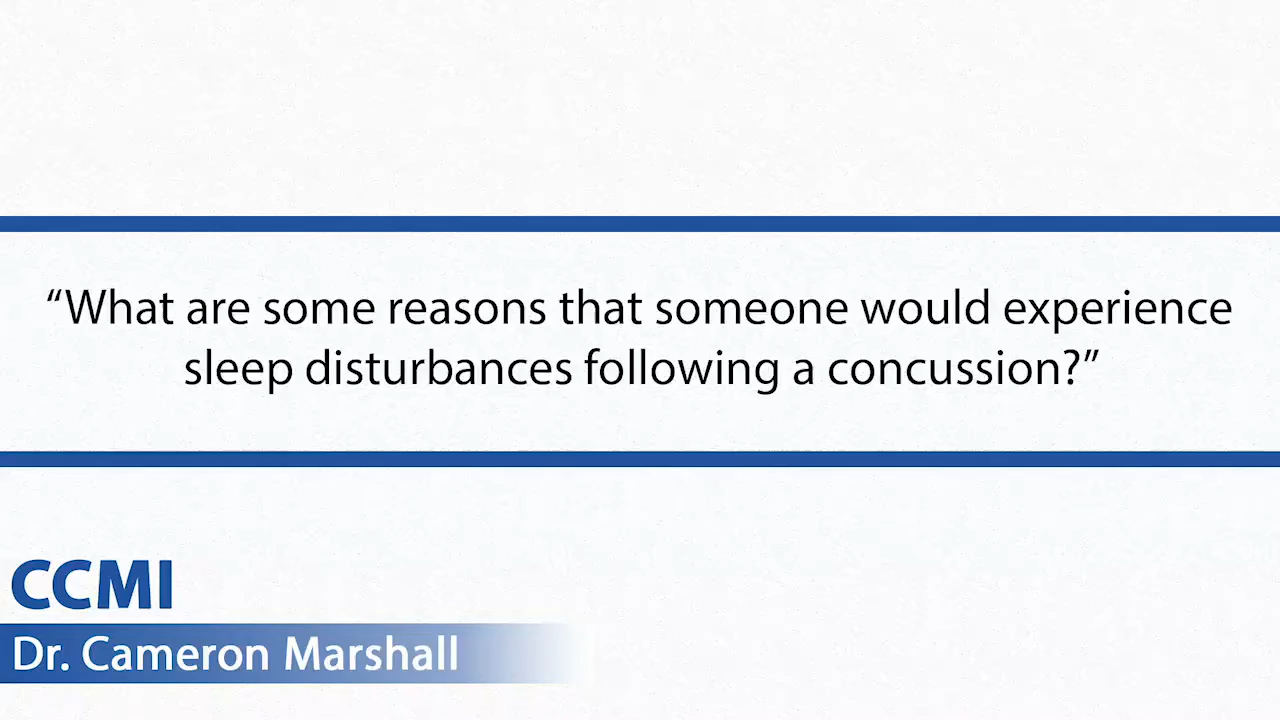 “What are some reasons that someone would experience
sleep disturbances following a concussion?”
CCMI
Dr. Cameron Marshall